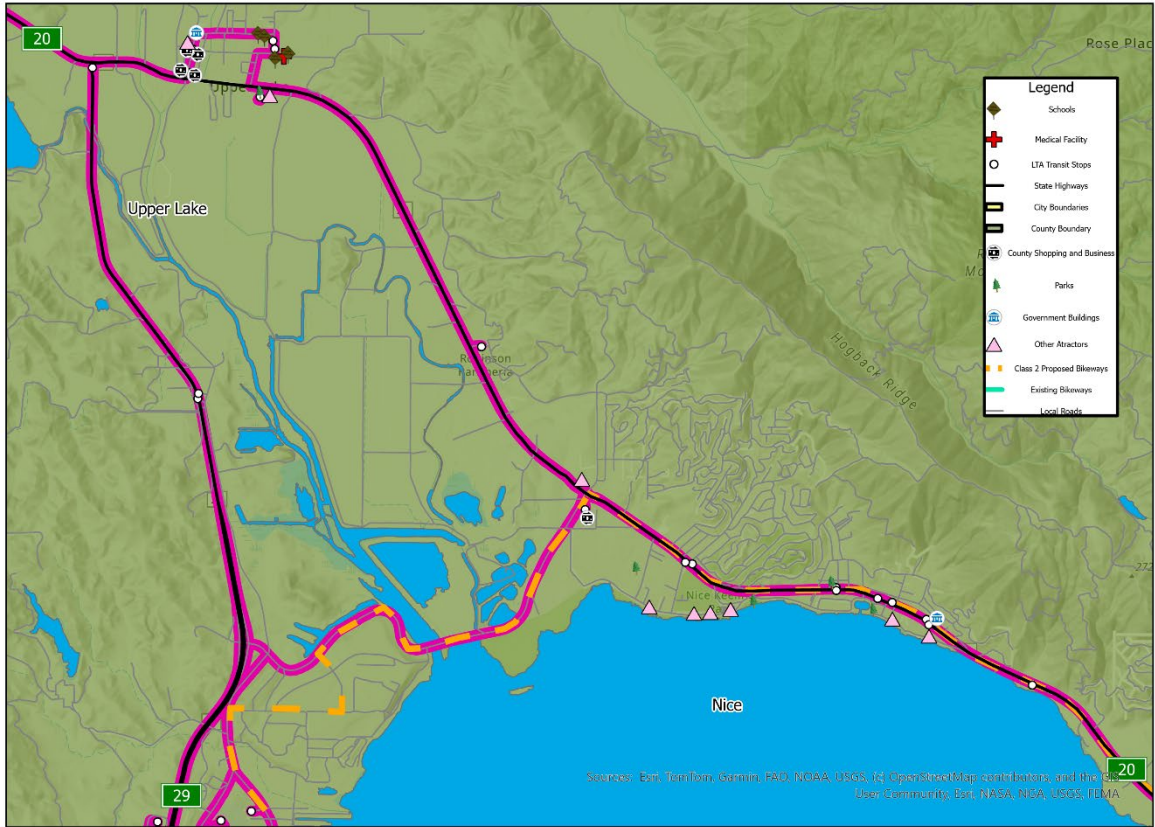 20
Rose Plac
Legend
Schools
Medical Facility
LTA Transit Stops
State Highways
City Boundaries
County Boundary
County Shopping and Business
Parks
Government Buildings
Other Atractors
Class 2 Proposed Bikeways
Existing Bikeways
Local Roads
Upper Lake
Hogback Ridge
272
Nice
20
29
Sources: Esri, TomTom, Garmin, FAO, NOAA, USGS, (c) OpenStreetMap contributors, and the GIS
User Community, Esri, NASA, NGA, USGS, FEMA